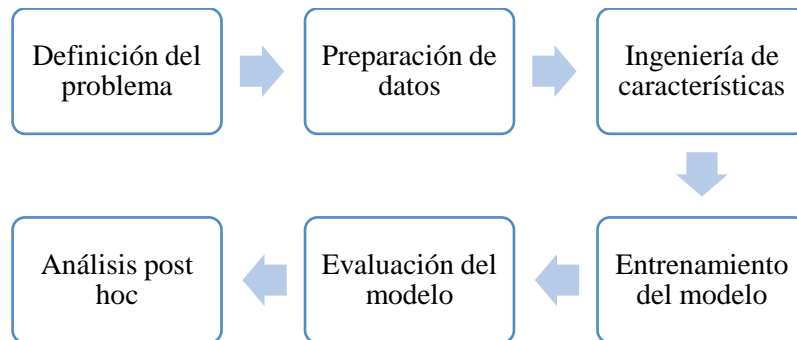 Definición del
problema
Preparación de
datos
Ingeniería de
características
Entrenamiento
del modelo
Evaluación del
modelo
Análisis post
hoc